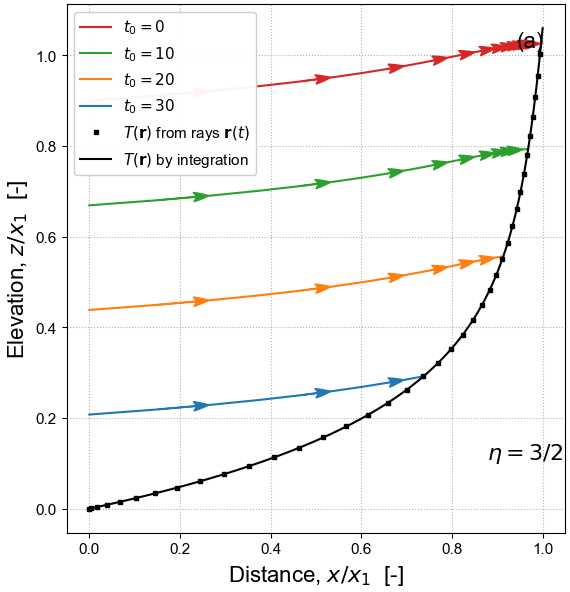 t₀ = 0
t₀ = 10
t₀ = 20
t₀ = 30
T(r) from rays r(t)
T(r) by integration
(a)
η = 3/2
Elevation, z/x₁ [-]
1.0
0.8
0.6
0.4
0.2
0.0
0.0 0.2 0.4 0.6 0.8 1.0
Distance, x/x₁ [-]